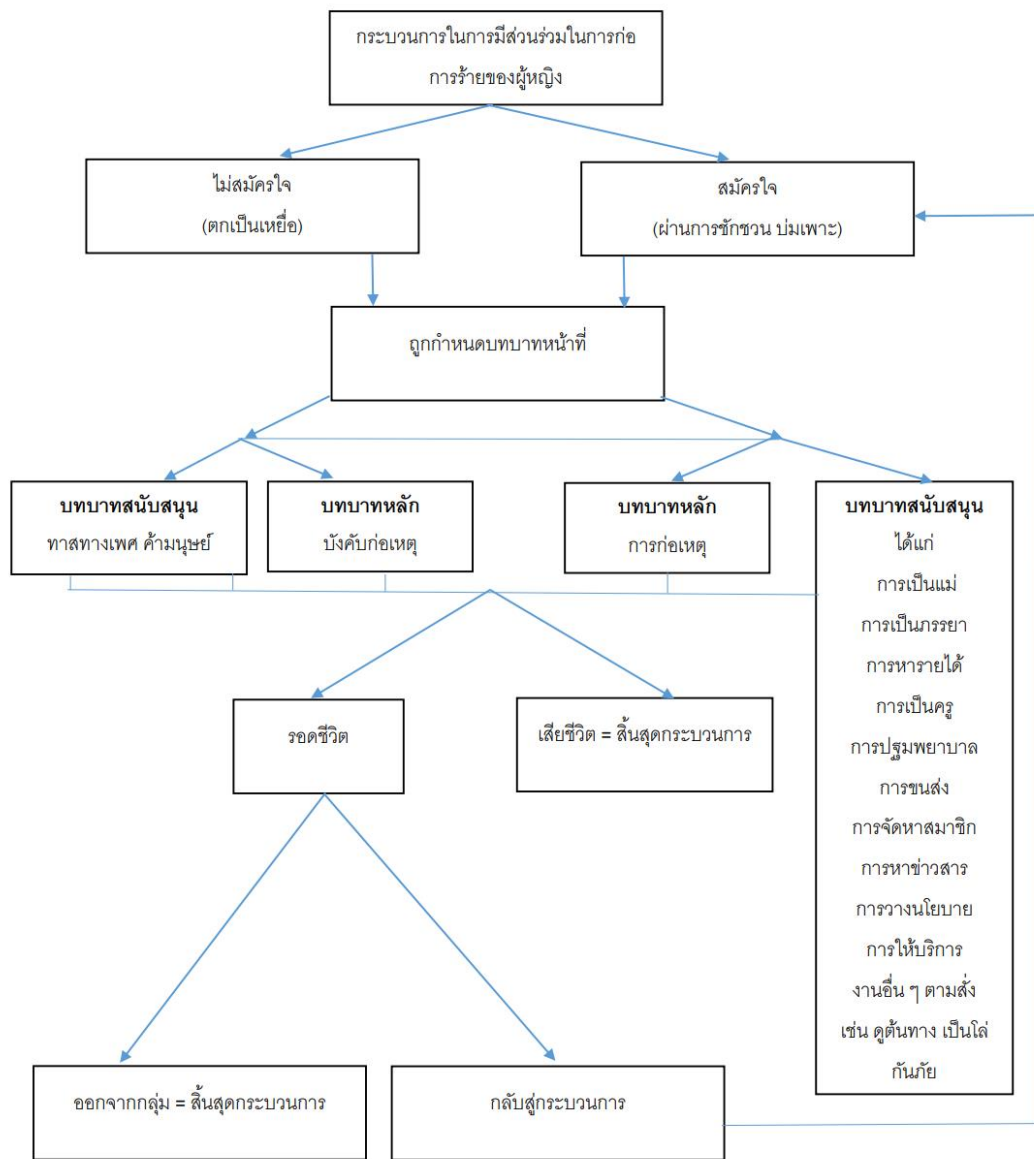 กระบวนการในการมีส่วนร่วมในการก่อ
การร้ายของผู้หญิง
ไม่สมัครใจ
(ตกเป็นเหยื่อ)
สมัครใจ
(ผ่านการชักชวน บ่มเพาะ)
ถูกกำหนดบทบาทหน้าที่
บทบาทสนับสนุน
ทาสทางเพศ ค้ามนุษย์
บทบาทหลัก
บังคับก่อเหตุ
บทบาทหลัก
การก่อเหตุ
บทบาทสนับสนุน
ได้แก่
การเป็นแม่
การเป็นภรรยา
การหารายได้
การเป็นครู
การปฐมพยาบาล
การขนส่ง
การจัดหาสมาชิก
การหาข่าวสาร
การวางนโยบาย
การให้บริการ
งานอื่น ๆ ตามสั่ง
เช่น ดูต้นทาง เป็นโล่
กันภัย
รอดชีวิต
เสียชีวิต = สิ้นสุดกระบวนการ
ออกจากกลุ่ม = สิ้นสุดกระบวนการ
กลับสู่กระบวนการ